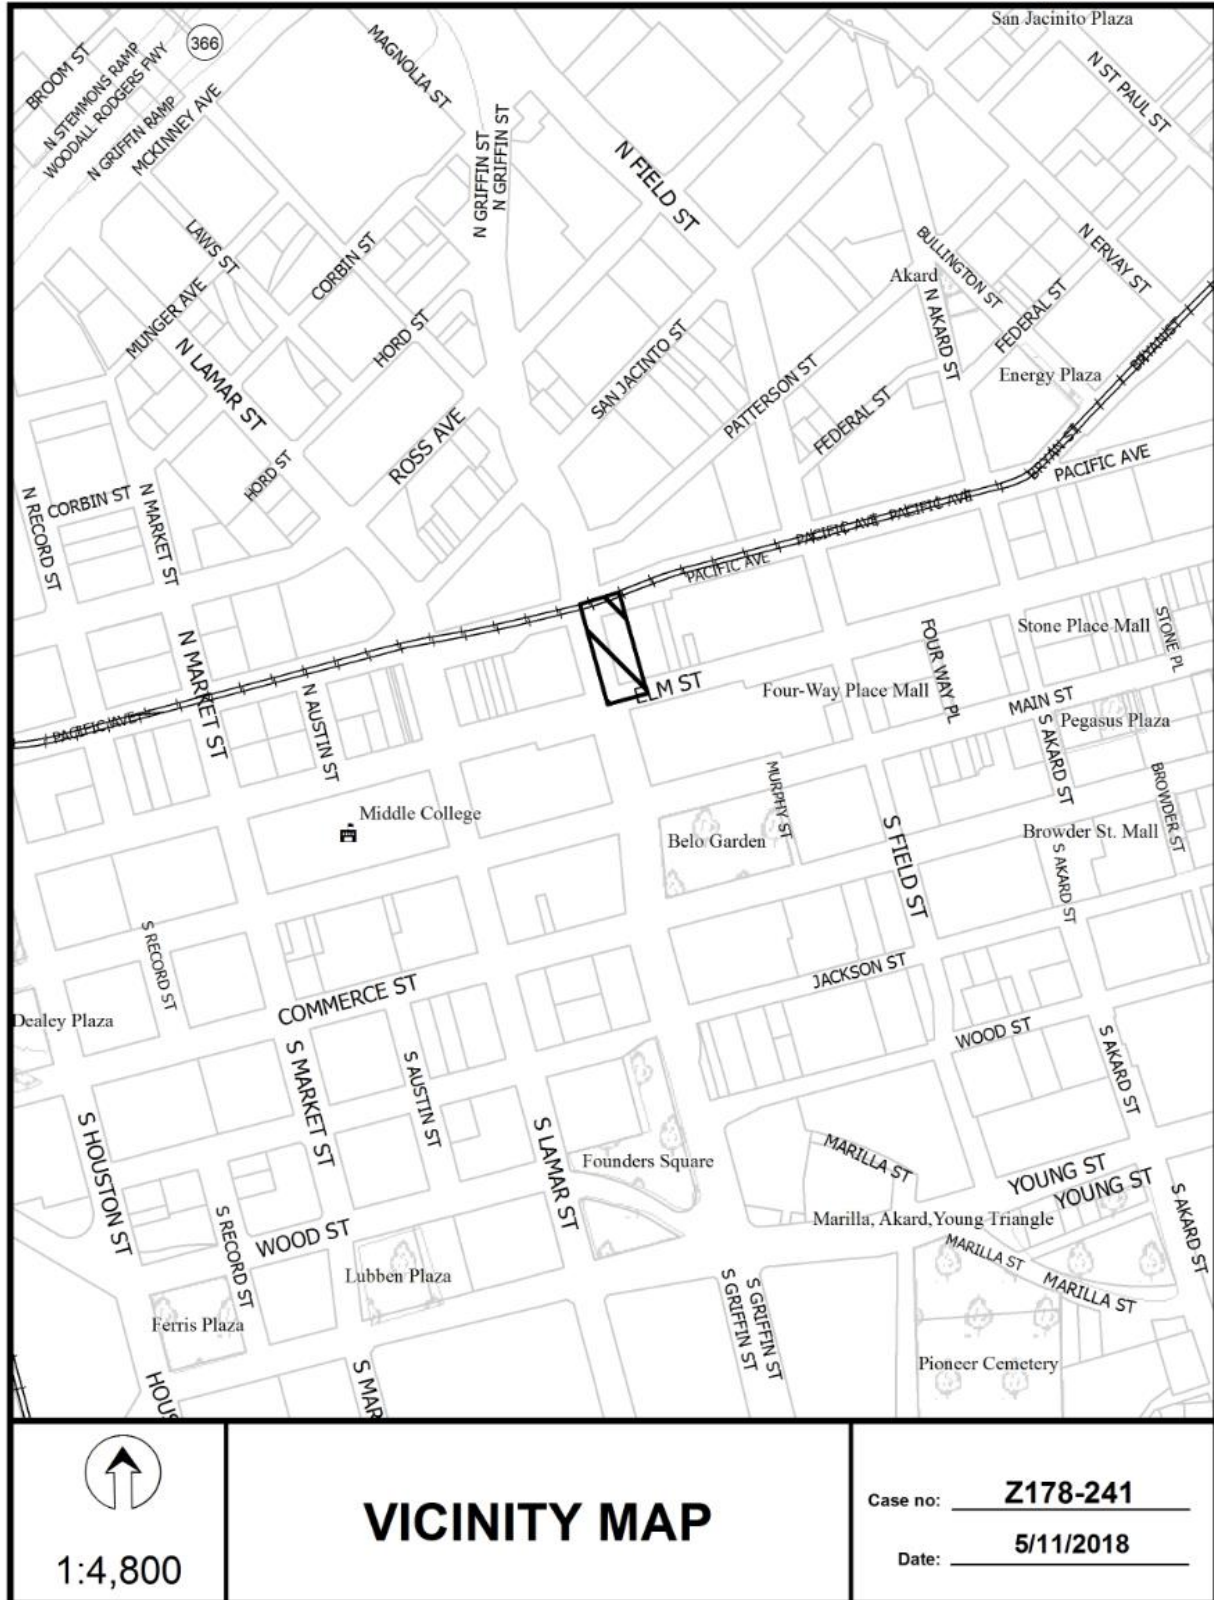 San Jacinito Plaza
366
BROOM ST
N STEMMONS RAMP
WOODALL RODGERS FWY
N GRIFFIN RAMP
MCKINNEY AVE
MAGNOLIA ST
N GRIFFIN ST
N GRIFFIN ST
N FIELD ST
N ST PAUL ST
LAWS ST
CORBIN ST
MUNGER AVE
HORD ST
N LAMAR ST
BULLINGTON ST
N ERVAY ST
Akard
N AKARD ST
FEDERAL ST
BRYAN ST
Energy Plaza
SAN JACINTO ST
PATTERSON ST
FEDERAL ST
ROSS AVE
HORD ST
BRYAN ST
PACIFIC AVE
N RECORD ST
CORBIN ST
N MARKET ST
PACIFIC AVE
PACIFIC AVE
PACIFIC AVE
N MARKET ST
N AUSTIN ST
PACIFIC AVE
ELM ST
FOUR WAY PL
Stone Place Mall
STONE PL
Four-Way Place Mall
MAIN ST
Pegasus Plaza
S AKARD ST
MURPHY ST
BROWDER ST
Middle College
Belo Garden
S FIELD ST
Browder St. Mall
S AKARD ST
S RECORD ST
JACKSON ST
COMMERCE ST
Dealey Plaza
WOOD ST
S AKARD ST
S MARKET ST
S AUSTIN ST
S HOUSTON ST
S LAMAR ST
Founders Square
MARILLA ST
YOUNG ST
YOUNG ST
S AKARD ST
Marilla, Akard,Young Triangle
S RECORD ST
WOOD ST
MARILLA ST
MARILLA ST
Lubben Plaza
S GRIFFIN ST
S GRIFFIN ST
Ferris Plaza
Pioneer Cemetery
HOUS
S MAR
1:4,800
VICINITY MAP
Case no: Z178-241
Date: 5/11/2018